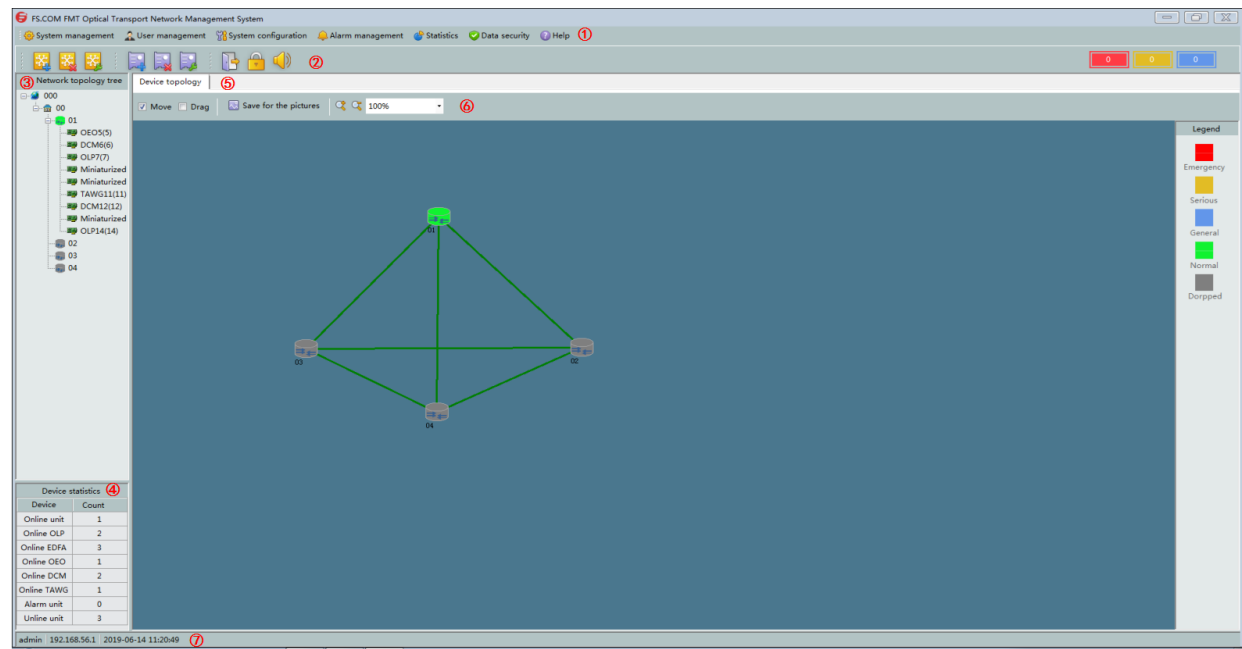 FS.COM FMT Optical Transport Network Management System
System management User management System configuration Alarm management Statistics Data security Help ①
② 0 0 0
③ Network topology tree
Device topology ⑤
Move Drag Save for the pictures 100% ⑥
000
00
01
OEO5(5)
DCM6(6)
OLP7(7)
Miniaturized
Miniaturized
TAWG11(11)
DCM12(12)
Miniaturized
OLP14(14)
02
03
04
01
03
02
04
Legend
Emergency
Serious
General
Normal
Dorpped
Device statistics ④
Device Count
Online unit 1
Online OLP 2
Online EDFA 3
Online OEO 1
Online DCM 2
Online TAWG 1
Alarm unit 0
Unline unit 3
admin 192.168.56.1 2019-06-14 11:20:49 ⑦